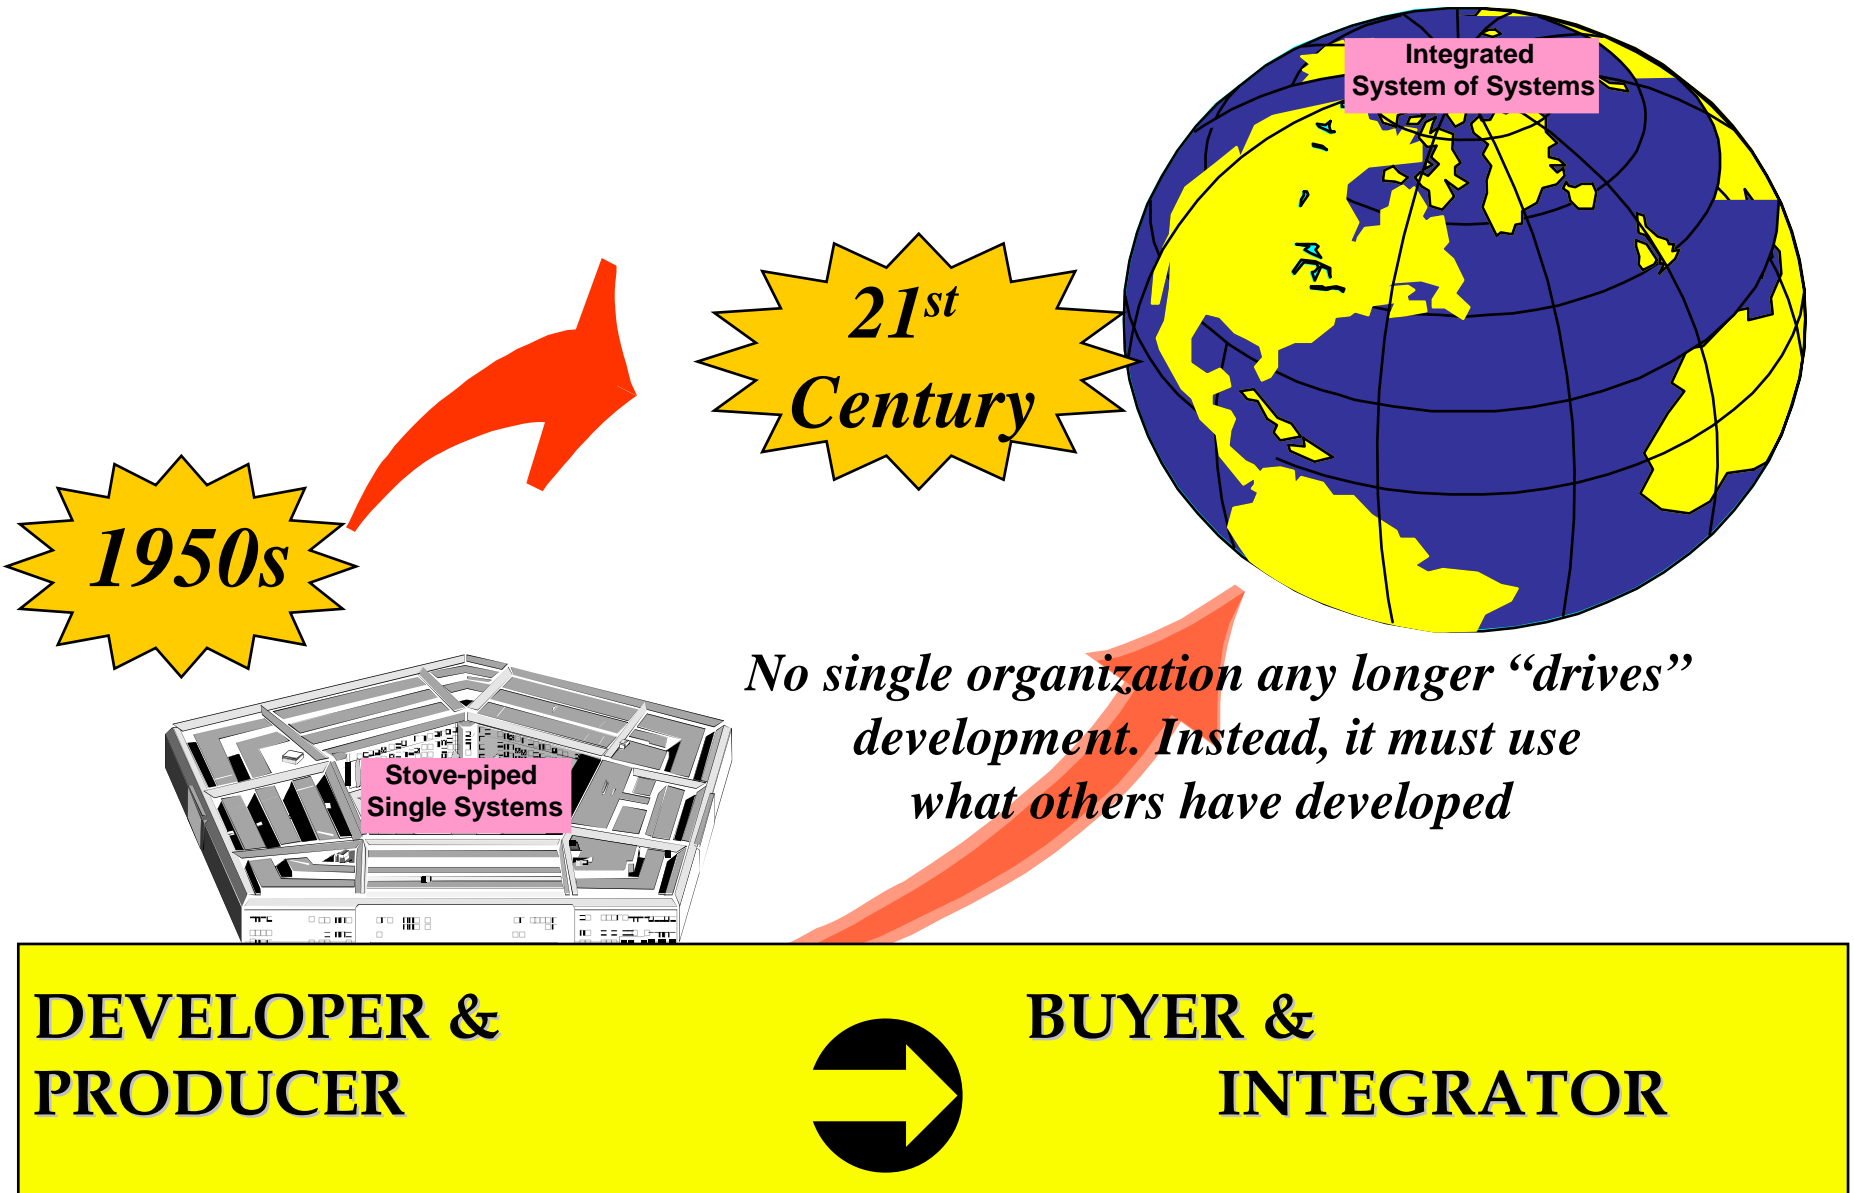 Integrated
System of Systems
21st
Century
1950s
No single organization any longer “drives”
development. Instead, it must use
what others have developed
Stove-piped
Single Systems
DEVELOPER &
PRODUCER
BUYER &
INTEGRATOR